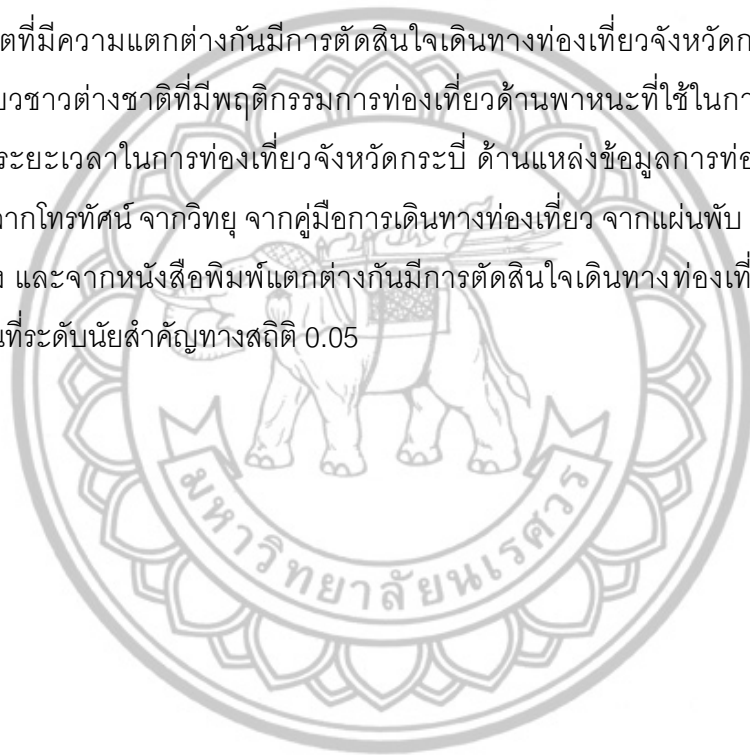 ตที่มีความแตกต่างกันมีการตัดสินใจเดินทางท่องเที่ยวจังหวัดก
ยวชาวต่างชาติที่มีพฤติกรรมการท่องเที่ยวด้านพาหนะที่ใช้ในกา
ระยะเวลาในการท่องเที่ยวจังหวัดกระบี่ ด้านแหล่งข้อมูลการท่อ
จากโทรทัศน์ จากวิทยุ จากคู่มือการเดินทางท่องเที่ยว จากแผ่นพับ
ง และจากหนังสือพิมพ์แตกต่างกันมีการตัดสินใจเดินทางท่องเที่
นที่ระดับนัยสำคัญทางสถิติ 0.05
มหาวิทยาลัยนเรศวร